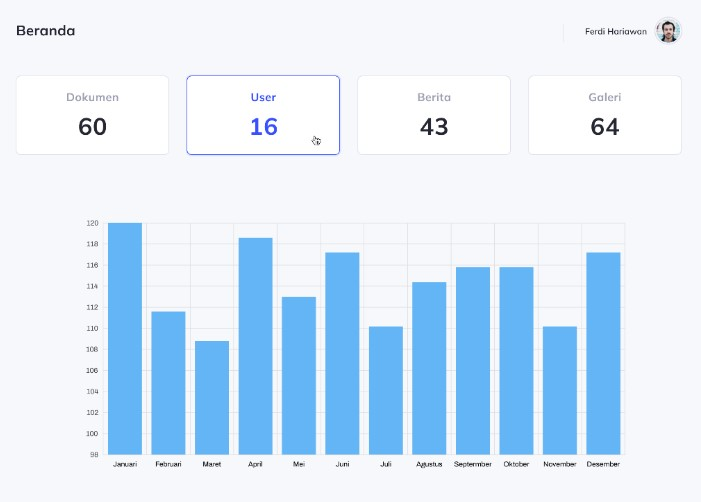 Beranda
Ferdi Hariawan
Dokumen
60
User
16
Berita
43
Galeri
64
120
118
116
114
112
110
108
106
104
102
100
98
Januari Februari Maret April Mei Juni Juli Agustus Septermber Oktober November Desember